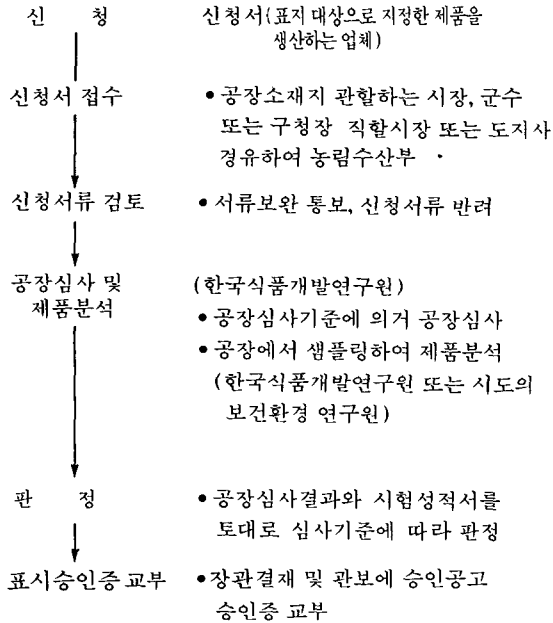 신 청 신청서(표지 대상으로 지정한 제품을
생산하는 업체)
신청서 접수 • 공장소재지 관할하는 시장, 군수
또는 구청장 직할시장 또는 도지사
경유하여 농림수산부
신청서류 검토 • 서류보완 통보, 신청서류 반려
공장심사 및 (한국식품개발연구원)
제품분석 • 공장심사기준에 의거 공장심사
• 공장에서 샘플링하여 제품분석
(한국식품개발연구원 또는 시도의
보건환경 연구원)
판 정 • 공장심사결과와 시험성적서를
토대로 심사기준에 따라 판정
표시승인증 교부 • 장관결재 및 관보에 승인공고
승인증 교부